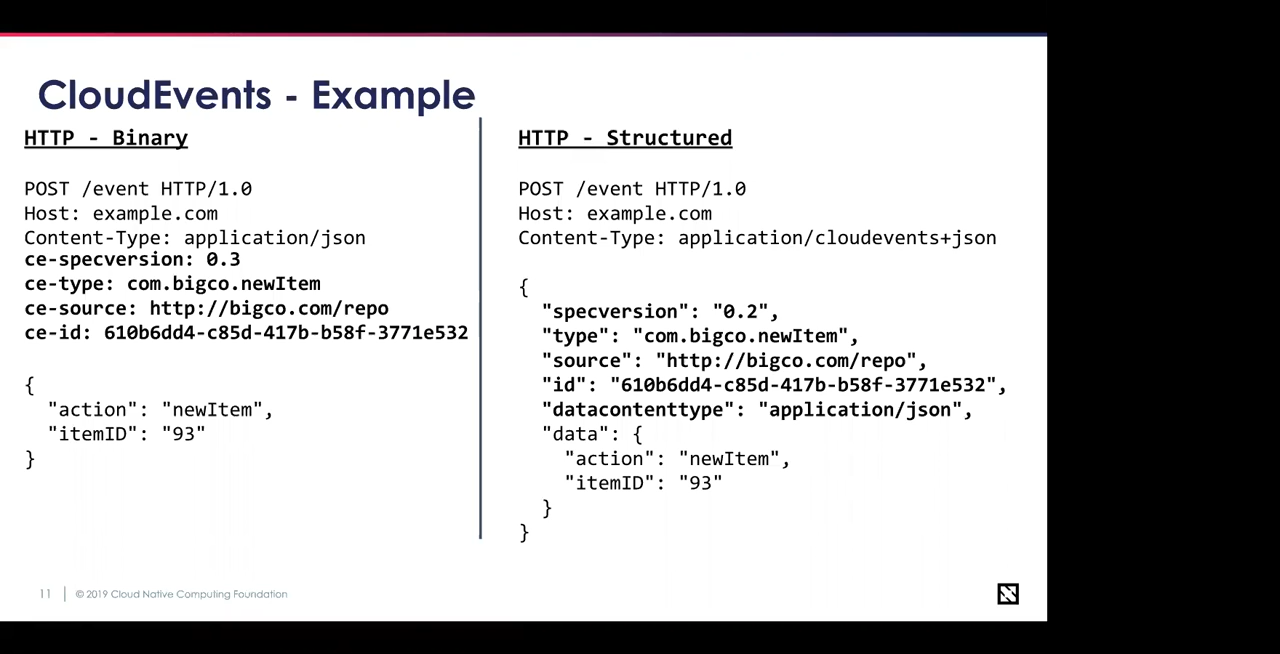 CloudEvents - Example
HTTP - Binary
POST /event HTTP/1.0
Host: example.com
Content-Type: application/json
ce-specversion: 0.3
ce-type: com.bigco.newItem
ce-source: http://bigco.com/repo
ce-id: 610b6dd4-c85d-417b-b58f-3771e532
{
  "action": "newItem",
  "itemID": "93"
}
HTTP - Structured
POST /event HTTP/1.0
Host: example.com
Content-Type: application/cloudevents+json
{
  "specversion": "0.2",
  "type": "com.bigco.newItem",
  "source": "http://bigco.com/repo",
  "id": "610b6dd4-c85d-417b-b58f-3771e532",
  "datacontenttype": "application/json",
  "data": {
    "action": "newItem",
    "itemID": "93"
  }
}
11 | © 2019 Cloud Native Computing Foundation